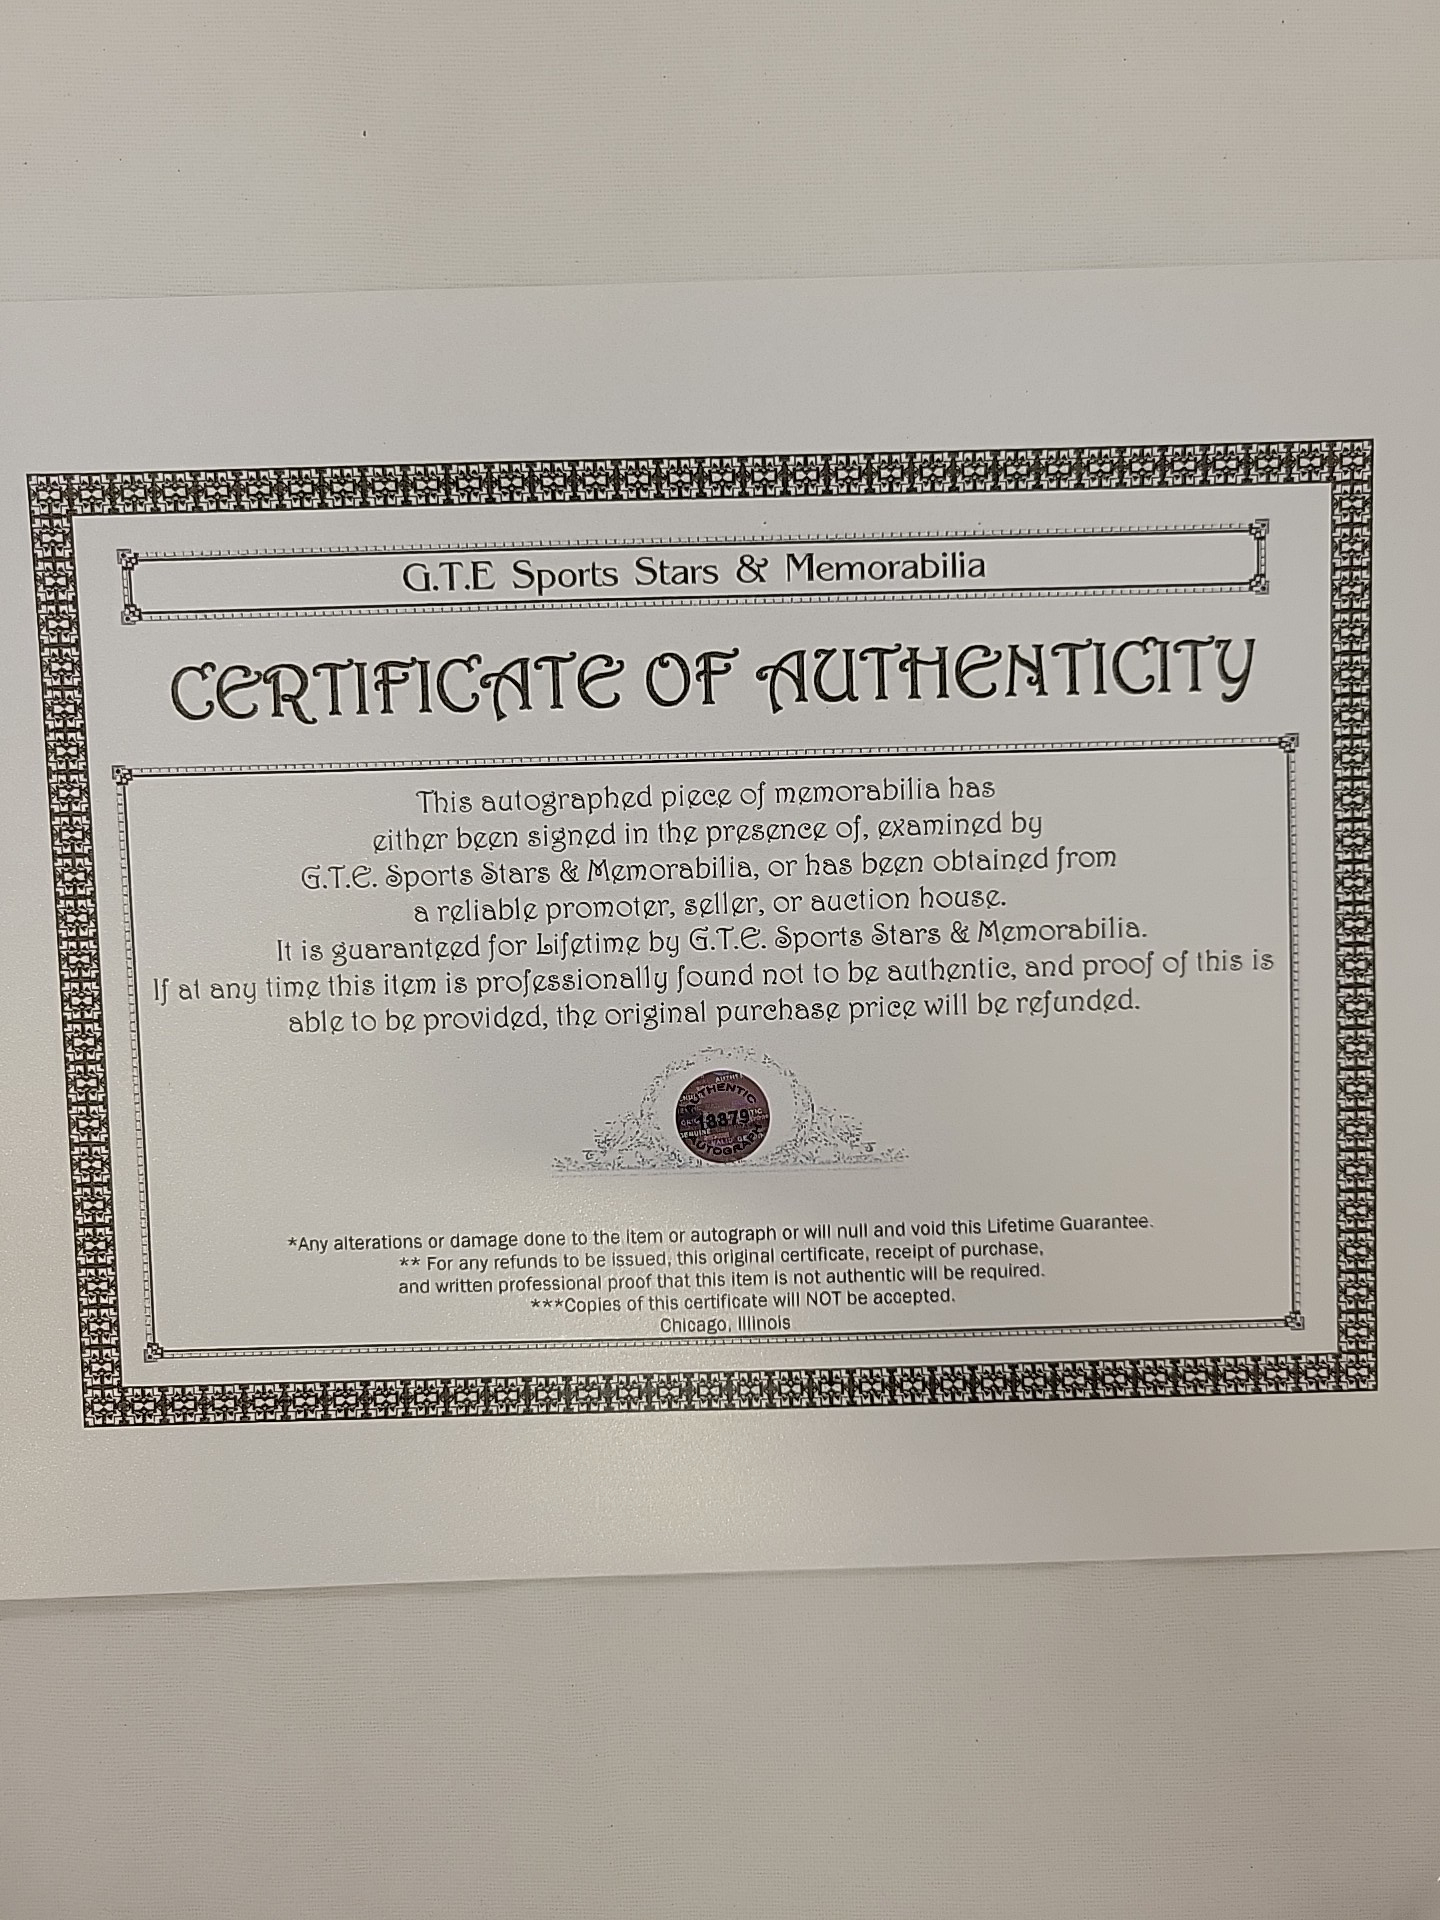 G.T.E Sports Stars & Memorabilia
CERTIFICATE OF AUTHENTICITY
This autographed piece of memorabilia has
either been signed in the presence of, examined by
G.T.E. Sports Stars & Memorabilia, or has been obtained from
a reliable promoter, seller, or auction house.
It is guaranteed for Lifetime by G.T.E. Sports Stars & Memorabilia.
If at any time this item is professionally found not to be authentic, and proof of this is
able to be provided, the original purchase price will be refunded.
AUTHENTIC
18879
GENUINE
VALID
AUTOGRAPH
*Any alterations or damage done to the item or autograph or will null and void this Lifetime Guarantee.
** For any refunds to be issued, this original certificate, receipt of purchase,
and written professional proof that this item is not authentic will be required.
***Copies of this certificate will NOT be accepted.
Chicago, Illinois